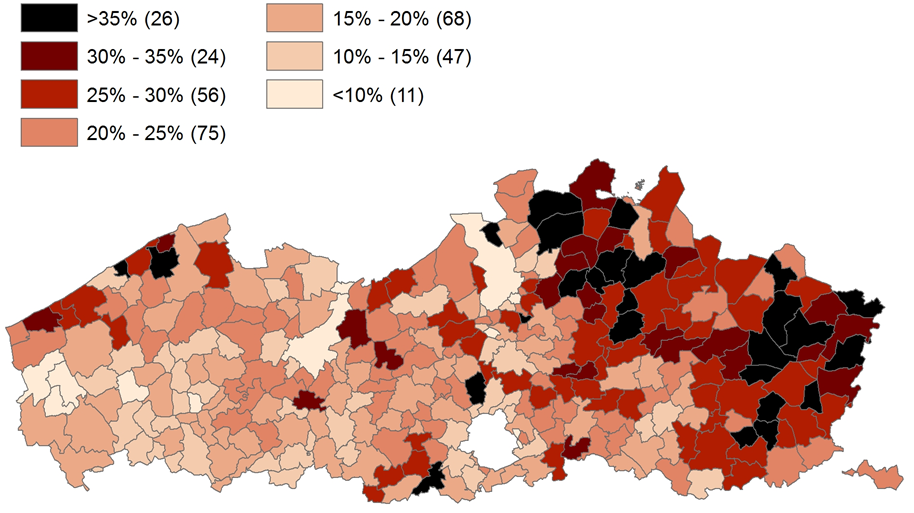 >35% (26)
30% - 35% (24)
25% - 30% (56)
20% - 25% (75)
15% - 20% (68)
10% - 15% (47)
<10% (11)